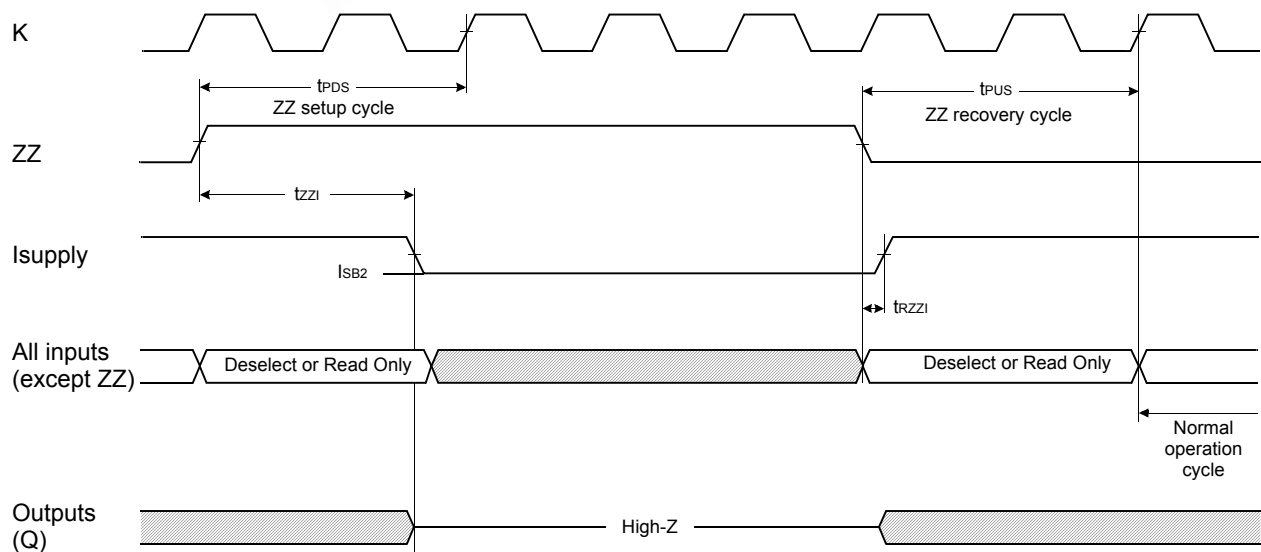 K
tPDS
ZZ setup cycle
tPUS
ZZ recovery cycle
ZZ
tZZI
Isupply
ISB2
tRZZI
All inputs
(except ZZ)
Deselect or Read Only
Deselect or Read Only
Normal
operation
cycle
Outputs
(Q)
High-Z